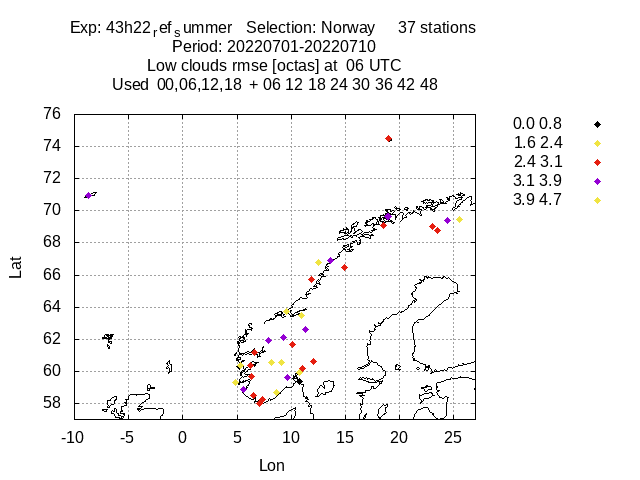 Exp: 43h22ref summer Selection: Norway 37 stations
Period: 20220701-20220710
Low clouds rmse [octas] at 06 UTC
Used 00,06,12,18 + 06 12 18 24 30 36 42 48
76
74
72
70
68
66
64
62
60
58
Lat
-10 -5 0 5 10 15 20 25
Lon
0.0 0.8
1.6 2.4
2.4 3.1
3.1 3.9
3.9 4.7